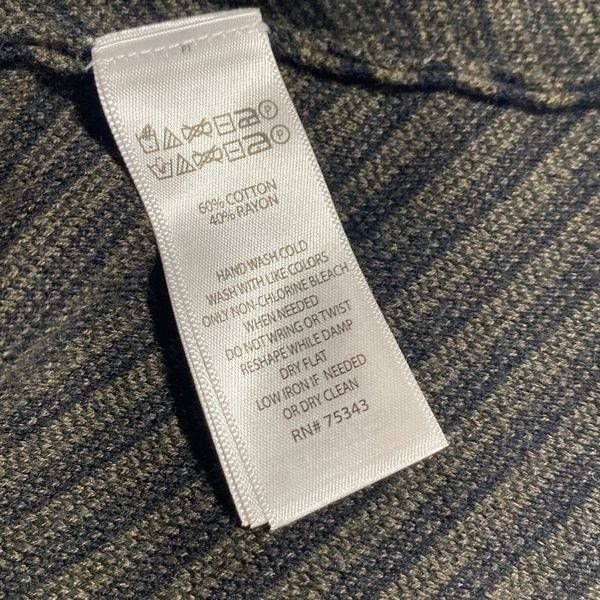 60% COTTON
40% RAYON
HAND WASH COLD
WASH WITH LIKE COLORS
ONLY NON-CHLORINE BLEACH
WHEN NEEDED
DO NOT WRING OR TWIST
RESHAPE WHILE DAMP
DRY FLAT
LOW IRON IF NEEDED
OR DRY CLEAN
RN# 75343